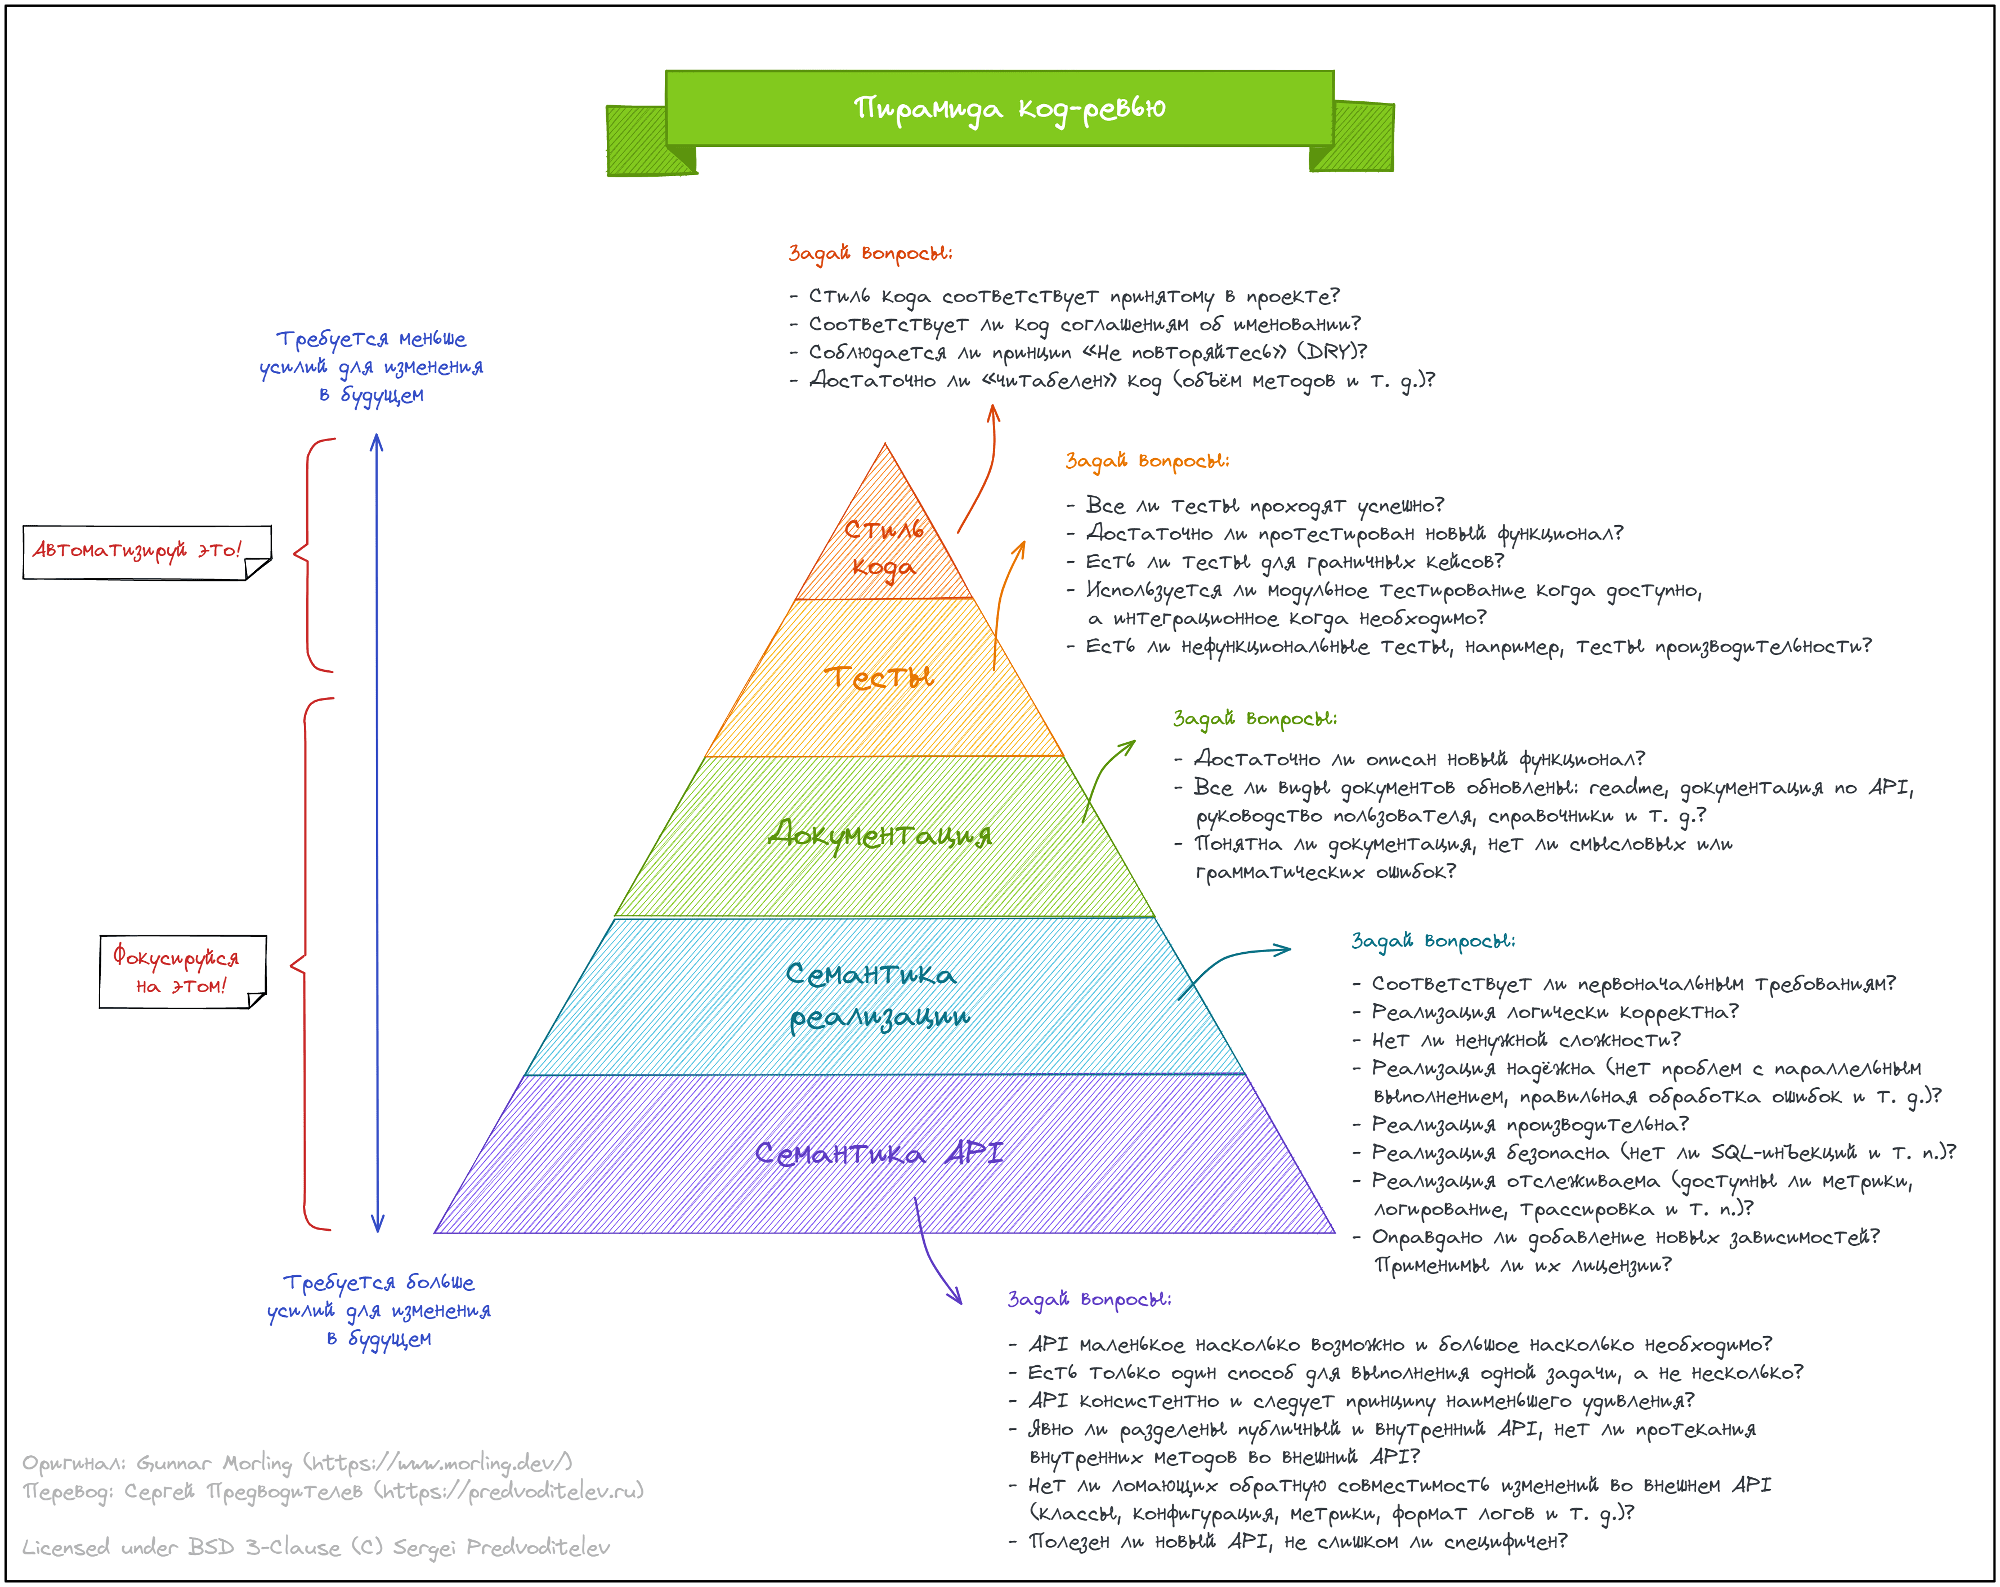 Пирамида код-ревью
Задай вопросы:
- Стиль кода соответствует принятому в проекте?
- Соответствует ли код соглашениям об именовании?
- Соблюдается ли принцип «Не повторяйтесь» (DRY)?
- Достаточно ли «читабелен» код (объём методов и т. д.)?
Требуется меньше
усилий для изменения
в будущем
Автоматизируй это!
Стиль
кода
Задай вопросы:
- Все ли тесты проходят успешно?
- Достаточно ли протестирован новый функционал?
- Есть ли тесты для граничных кейсов?
- Используется ли модульное тестирование когда доступно,
а интеграционное когда необходимо?
- Есть ли нефункциональные тесты, например, тесты производительности?
Тесты
Задай вопросы:
- Достаточно ли описан новый функционал?
- Все ли виды документов обновлены: readme, документация по API,
руководство пользователя, справочники и т. д.?
- Понятна ли документация, нет ли смысловых или
грамматических ошибок?
Документация
Фокусируйся
на этом!
Семантика
реализации
Задай вопросы:
- Соответствует ли первоначальным требованиям?
- Реализация логически корректна?
- Нет ли ненужной сложности?
- Реализация надёжна (нет проблем с параллельным
выполнением, правильная обработка ошибок и т. д.)?
- Реализация производительна?
- Реализация безопасна (нет ли SQL-инъекций и т. п.)?
- Реализация отслеживаема (доступны ли метрики,
логирование, трассировка и т. п.)?
- Оправдано ли добавление новых зависимостей?
Применимы ли их лицензии?
Семантика API
Требуется больше
усилий для изменения
в будущем
Задай вопросы:
- API маленькое насколько возможно и большое насколько необходимо?
- Есть только один способ для выполнения одной задачи, а не несколько?
- API консистентно и следует принципу наименьшего удивления?
- Явно ли разделены публичный и внутренний API, нет ли протекания
внутренних методов во внешний API?
- Нет ли ломающих обратную совместимость изменений во внешнем API
(классы, конфигурация, метрики, формат логов и т. д.)?
- Полезен ли новый API, не слишком ли специфичен?
Оригинал: Gunnar Morling (https://www.morling.dev/)
Перевод: Сергей Предводителев (https://predvoditelev.ru)
Licensed under BSD 3-Clause (C) Sergei Predvoditelev